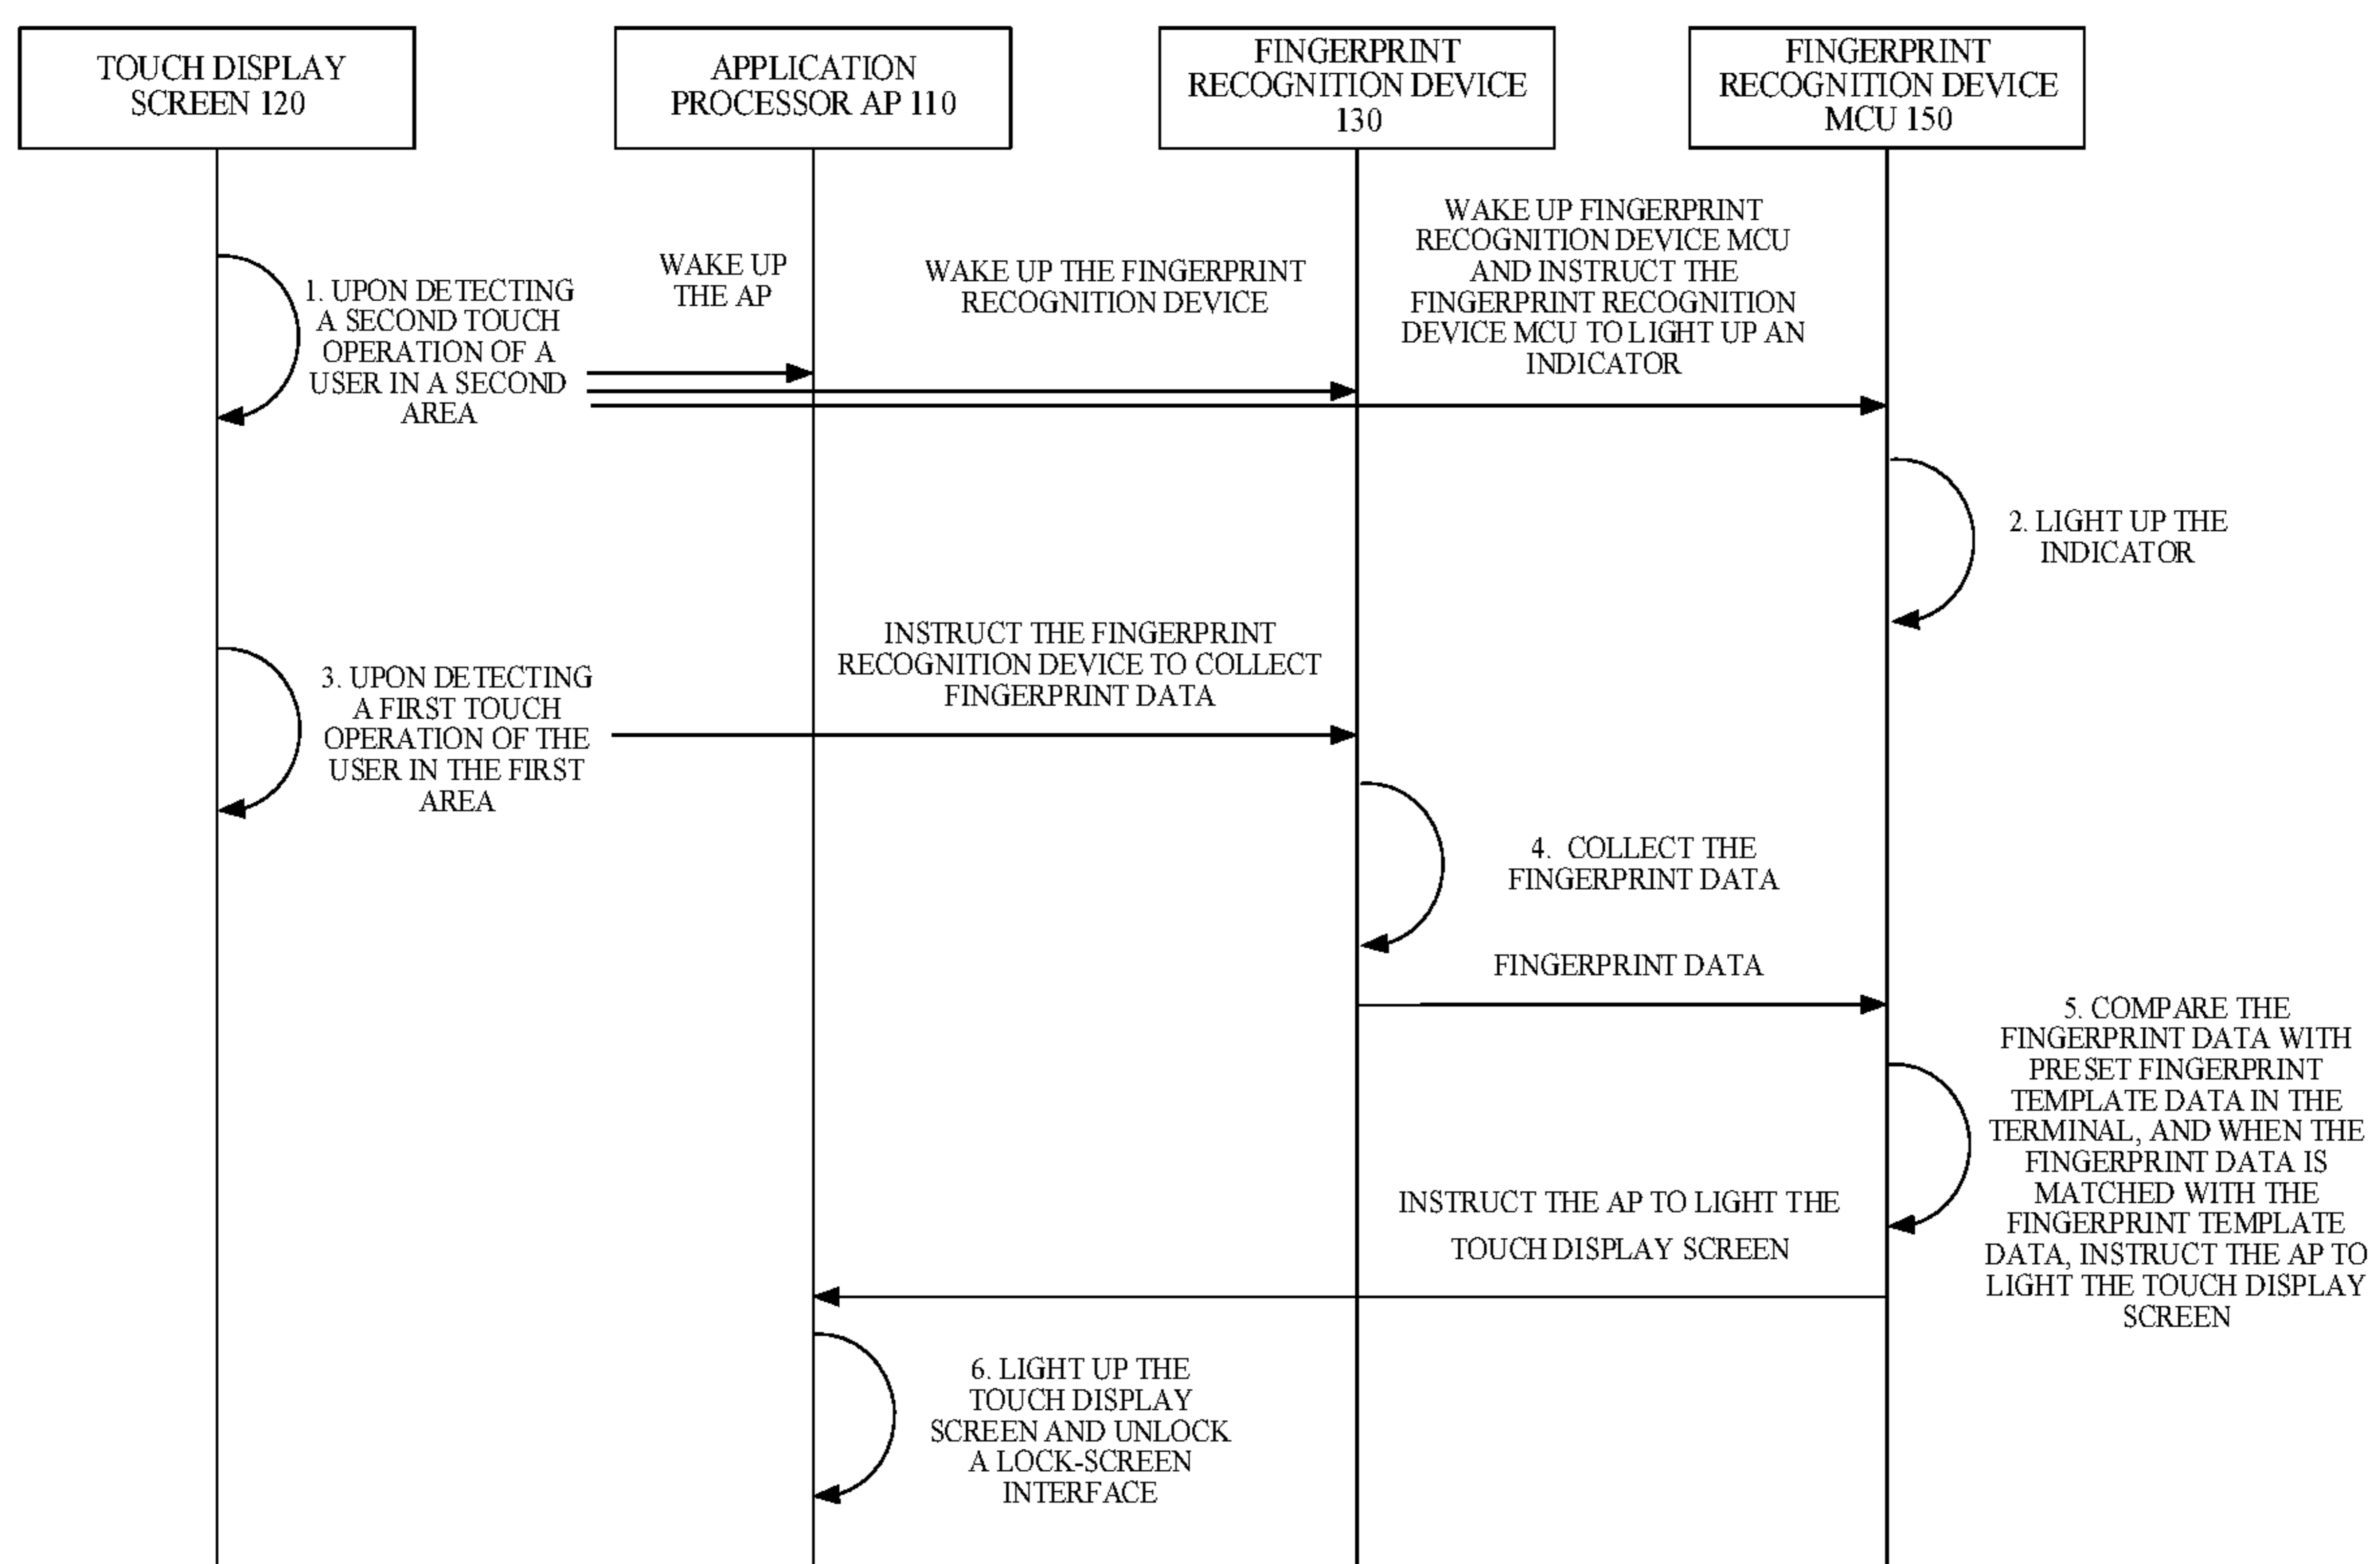 TOUCH DISPLAY
SCREEN 120
APPLICATION
PROCESSOR AP 110
FINGERPRINT
RECOGNITION DEVICE
130
FINGERPRINT
RECOGNITION DEVICE
MCU 150
1. UPON DETECTING
A SECOND TOUCH
OPERATION OF A
USER IN A SECOND
AREA
WAKE UP
THE AP
WAKE UP THE FINGERPRINT
RECOGNITION DEVICE
WAKE UP FINGERPRINT
RECOGNITION DEVICE MCU
AND INSTRUCT THE
FINGERPRINT RECOGNITION
DEVICE MCU TO LIGHT UP AN
INDICATOR
2. LIGHT UP THE
INDICATOR
3. UPON DETECTING
A FIRST TOUCH
OPERATION OF THE
USER IN THE FIRST
AREA
INSTRUCT THE FINGERPRINT
RECOGNITION DEVICE TO COLLECT
FINGERPRINT DATA
4. COLLECT THE
FINGERPRINT DATA
FINGERPRINT DATA
5. COMPARE THE
FINGERPRINT DATA WITH
PRESET FINGERPRINT
TEMPLATE DATA IN THE
TERMINAL, AND WHEN THE
FINGERPRINT DATA IS
MATCHED WITH THE
FINGERPRINT TEMPLATE
DATA, INSTRUCT THE AP TO
LIGHT THE TOUCH DISPLAY
SCREEN
INSTRUCT THE AP TO LIGHT THE
TOUCH DISPLAY SCREEN
6. LIGHT UP THE
TOUCH DISPLAY
SCREEN AND UNLOCK
A LOCK-SCREEN
INTERFACE